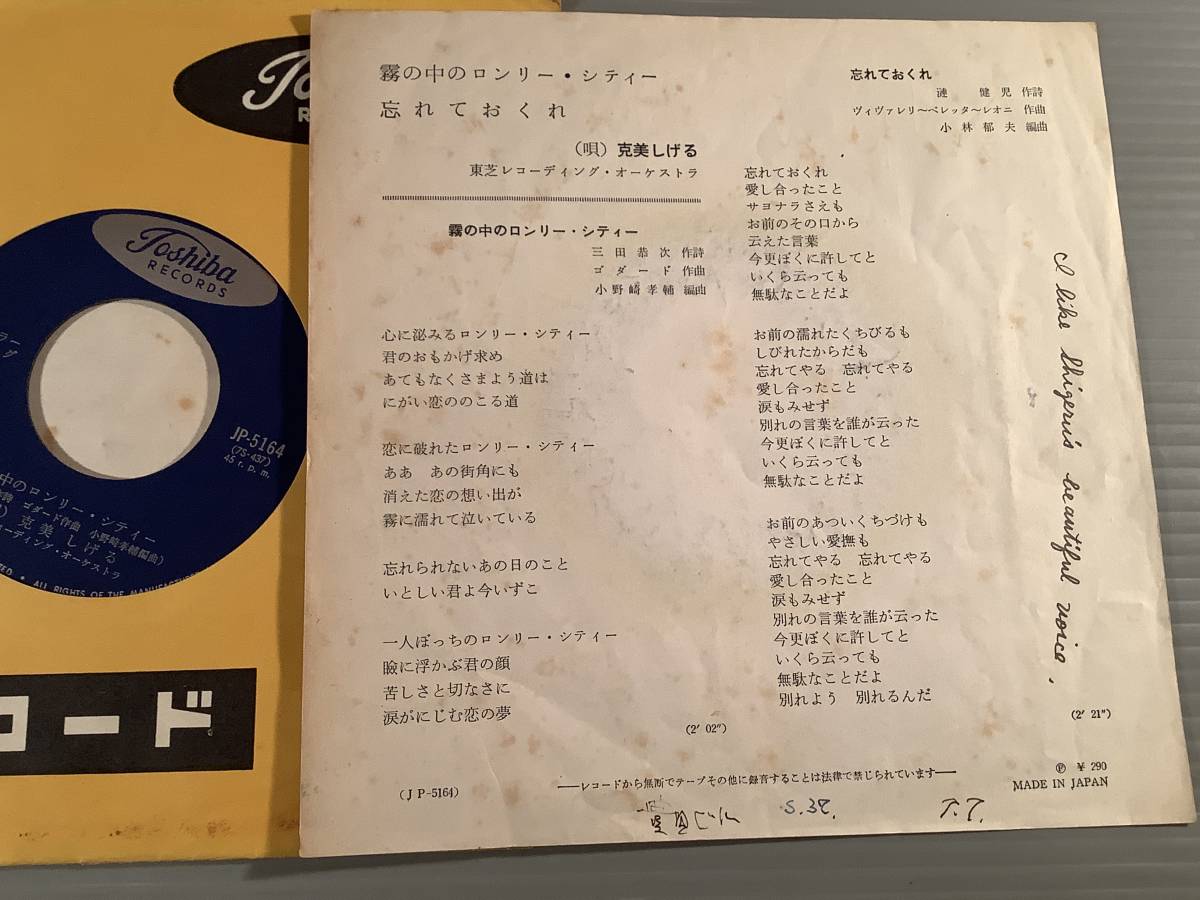 霧の中のロンリー・シティー
忘れておくれ
(唄) 克美しげる
東芝レコーディング・オーケストラ
霧の中のロンリー・シティー
三田恭次 作詩
ゴダード 作曲
小野崎孝輔 編曲
心に泌みるロンリー・シティー
君のおもかげ求め
あてもなくさまよう道は
にがい恋ののこる道
恋に破れたロンリー・シティー
ああ あの街角にも
消えた恋の想い出が
霧に濡れて泣いている
忘れられないあの日のこと
いとしい君よ今いずこ
一人ぼっちのロンリー・シティー
瞼に浮かぶ君の顔
苦しさと切なさに
涙がにじむ恋の夢
(2′ 02″)
忘れておくれ
漣健児 作詩
ヴィヴァレリ〜ベレッタ〜レオニ 作曲
小林郁夫 編曲
忘れておくれ
愛し合ったこと
サヨナラさえも
お前のその口から
云えた言葉
今更ぼくに許してと
いくら云っても
無駄なことだよ
お前の濡れたくちびるも
しびれたからだも
忘れてやる 忘れてやる
愛し合ったこと
涙もみせず
別れの言葉を誰が云った
今更ぼくに許してと
いくら云っても
無駄なことだよ
お前のあついくちづけも
やさしい愛撫も
忘れてやる 忘れてやる
愛し合ったこと
涙もみせず
別れの言葉を誰が云った
今更ぼくに許してと
いくら云っても
無駄なことだよ
別れよう 別れるんだ
(2′ 21″)
I like Shigeru's beautiful voice.
(JP-5164)
―レコードから無断でテープその他に録音することは法律で禁じられています―
Ⓟ ¥ 290
MADE IN JAPAN
S.37.
T.T.
Toshiba
RECORDS
JP-5164
(7S-437)
45 r.p.m.
中のロンリー・シティー
ゴダード作曲 小野崎孝輔編曲)
克美しげる
コーディング・オーケストラ
ALL RIGHTS OF THE MANUFACTU
コード